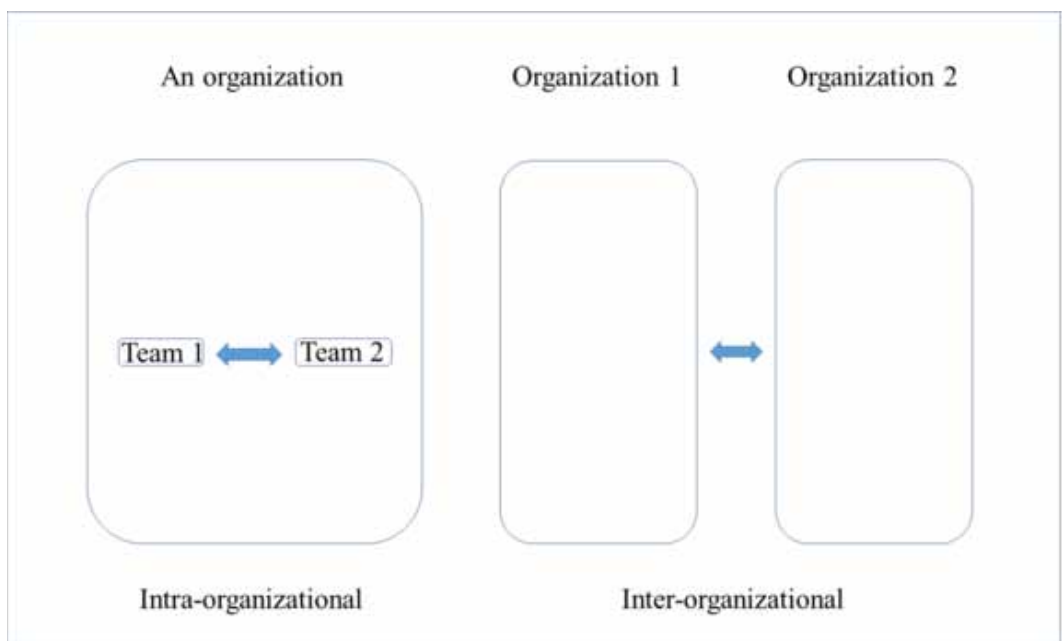 An organization
Organization 1
Organization 2
Team 1
Team 2
Intra-organizational
Inter-organizational